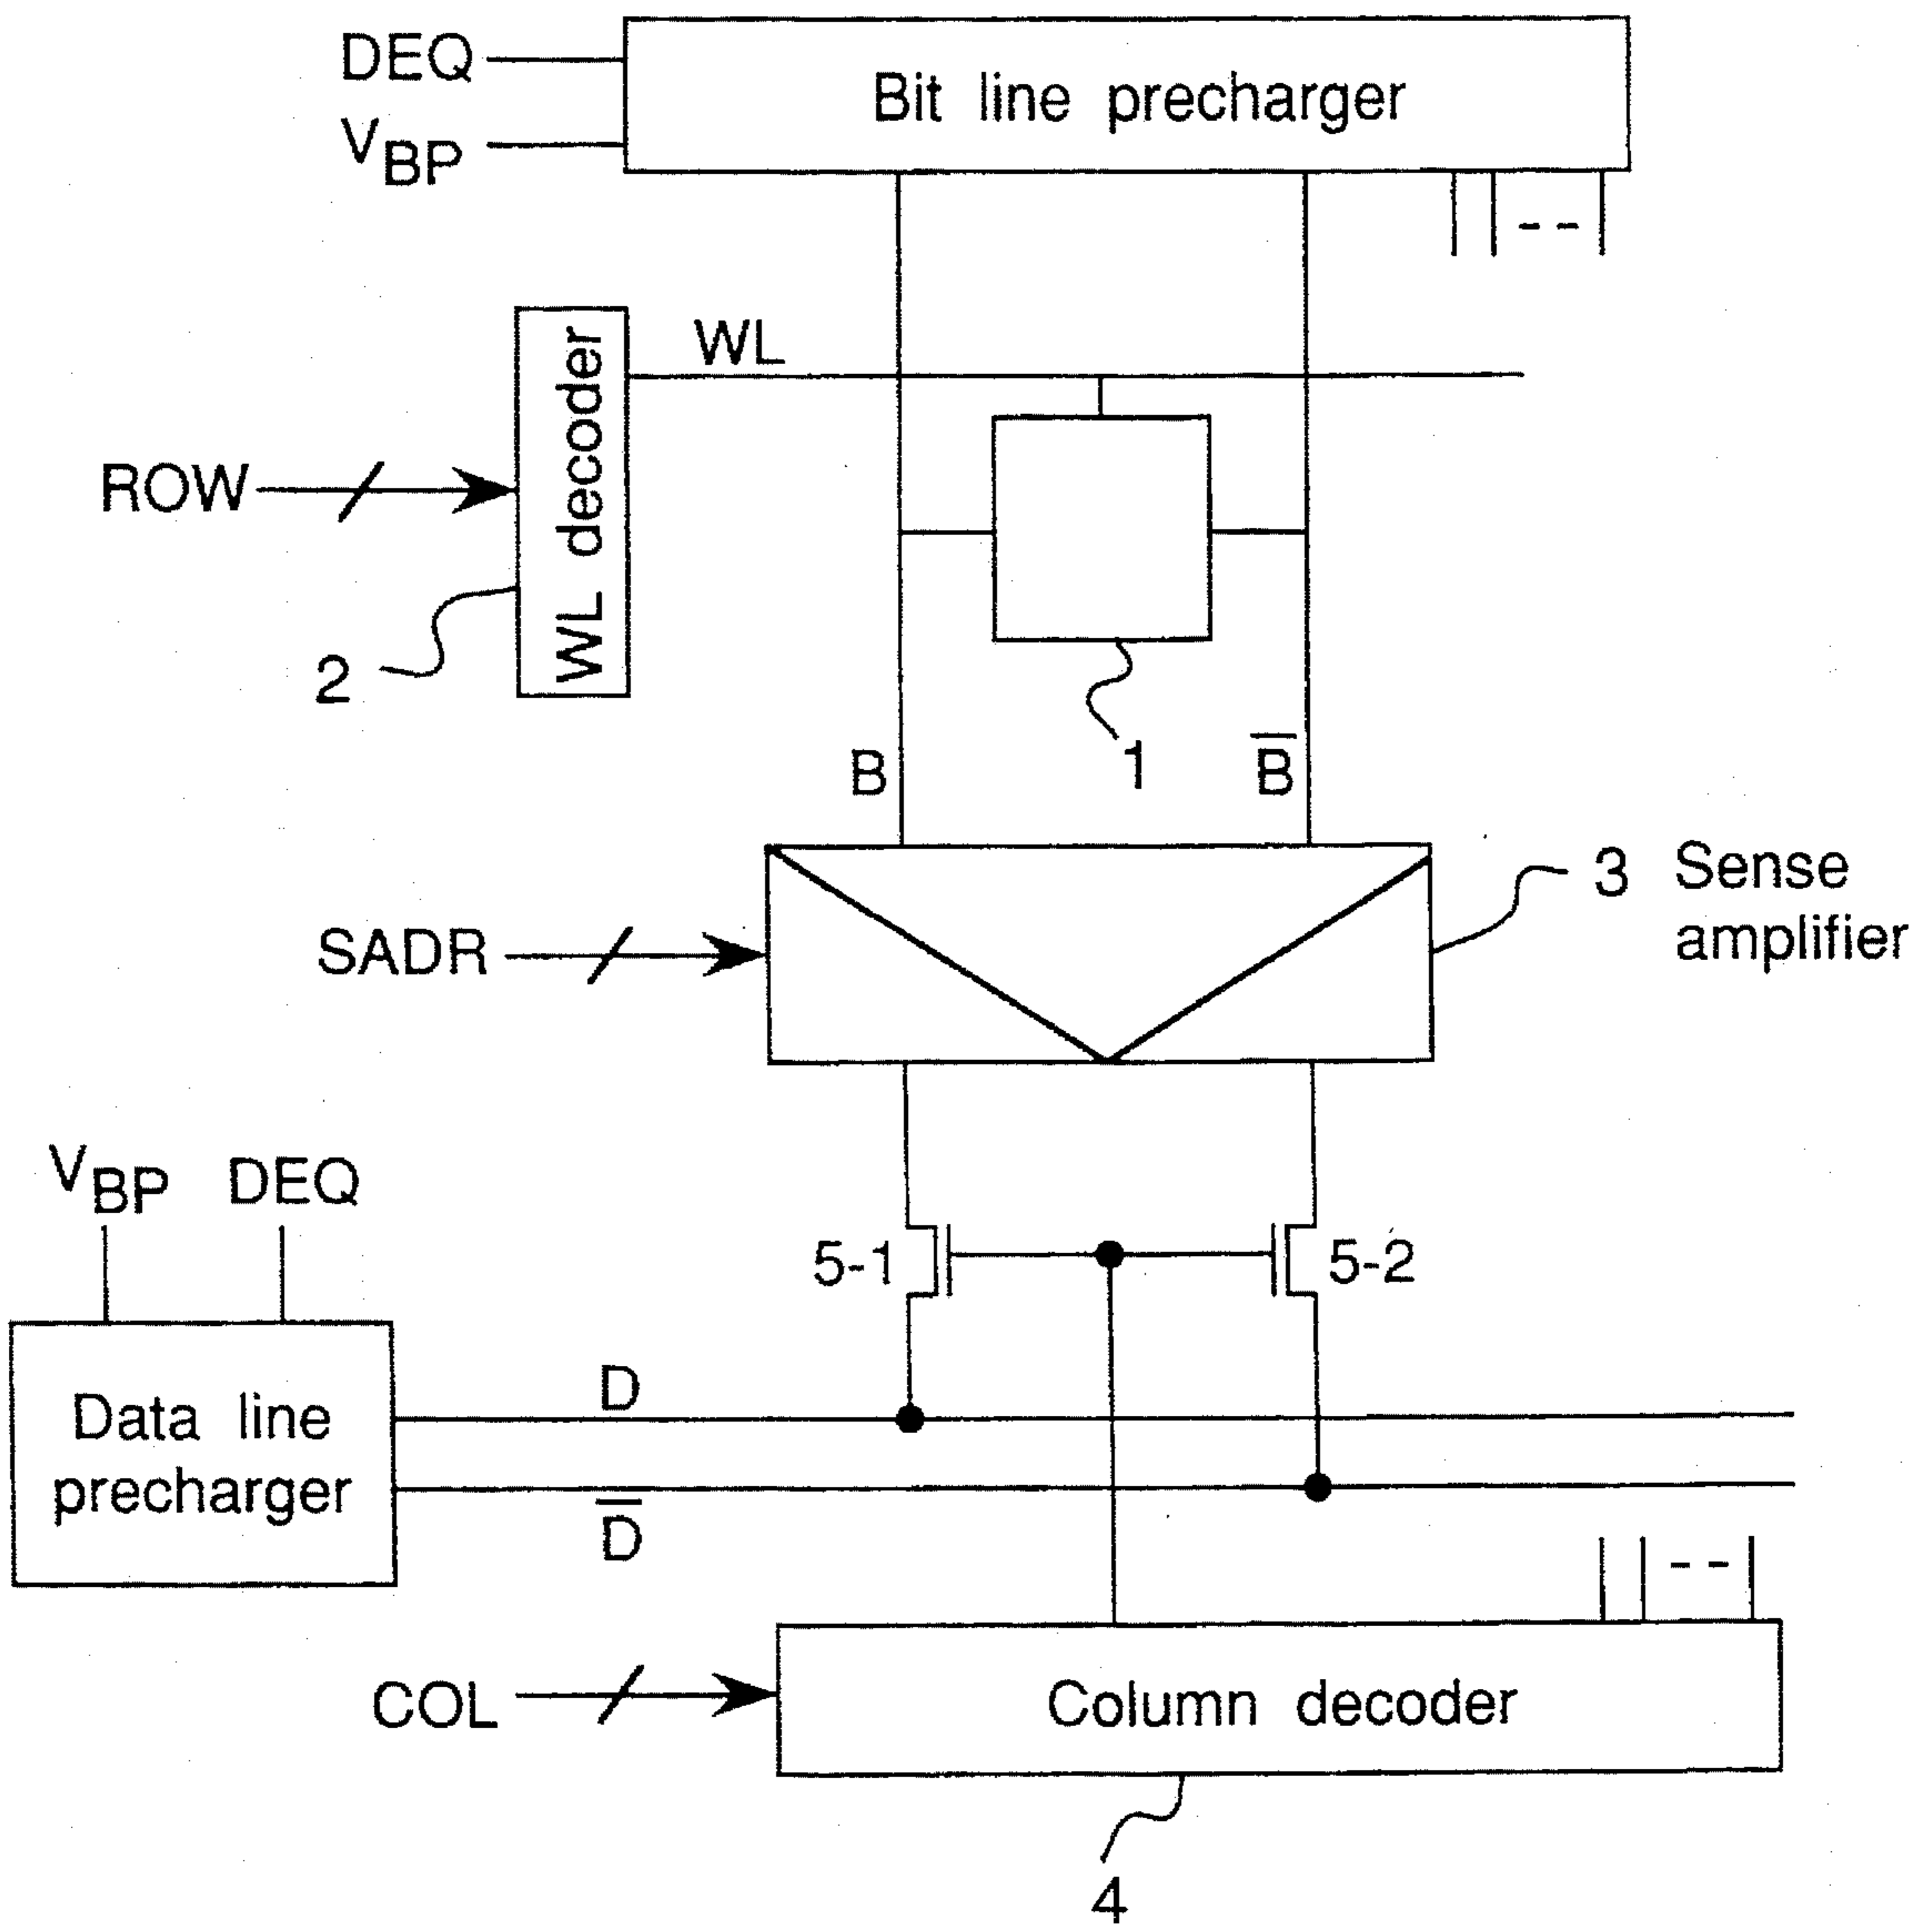 DEQ
Bit line precharger
VBP
WL
WL decoder
ROW
2
1
B
B̅
3 Sense
amplifier
SADR
VBP DEQ
5-1
5-2
D
Data line
precharger
D̅
COL
Column decoder
4